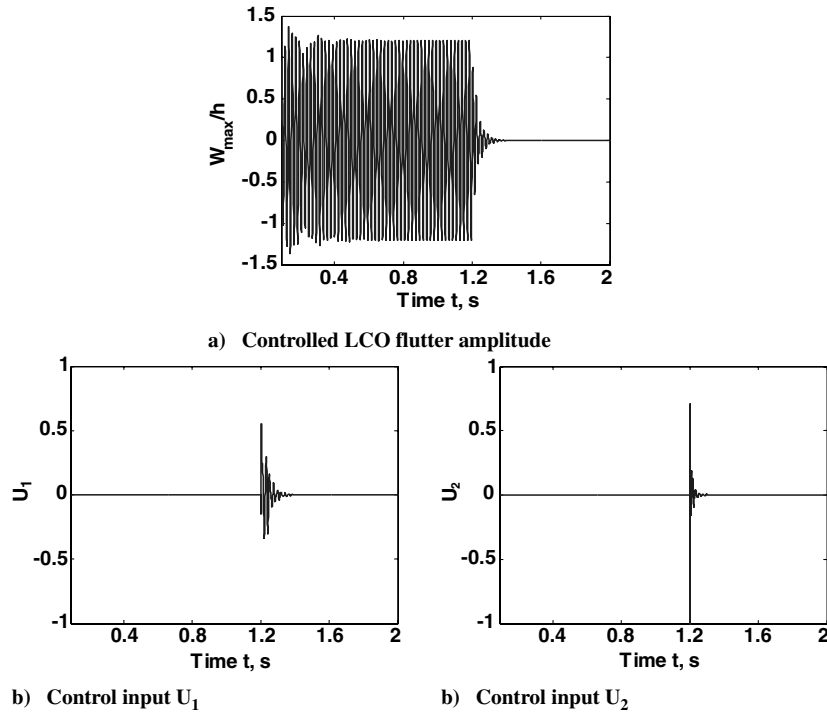 1
0.5
0
-0.5
-1
-1.5
W_max/h
0.4 0.8 1.2 1.6 2
Time t, s
a) Controlled LCO flutter amplitude
1
0.5
0
-0.5
-1
U_1
0.4 0.8 1.2 1.6 2
Time t, s
b) Control input U_1
1
0.5
0
-0.5
-1
U_2
0.4 0.8 1.2 1.6 2
Time t, s
b) Control input U_2